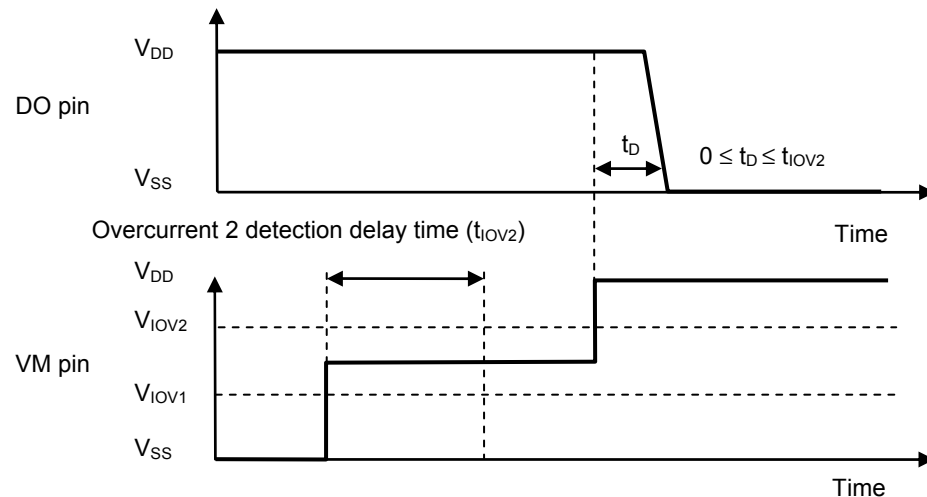 V_DD
DO pin
t_D
0 ≤ t_D ≤ t_IOV2
V_SS
Time
Overcurrent 2 detection delay time (t_IOV2)
V_DD
V_IOV2
VM pin
V_IOV1
V_SS
Time